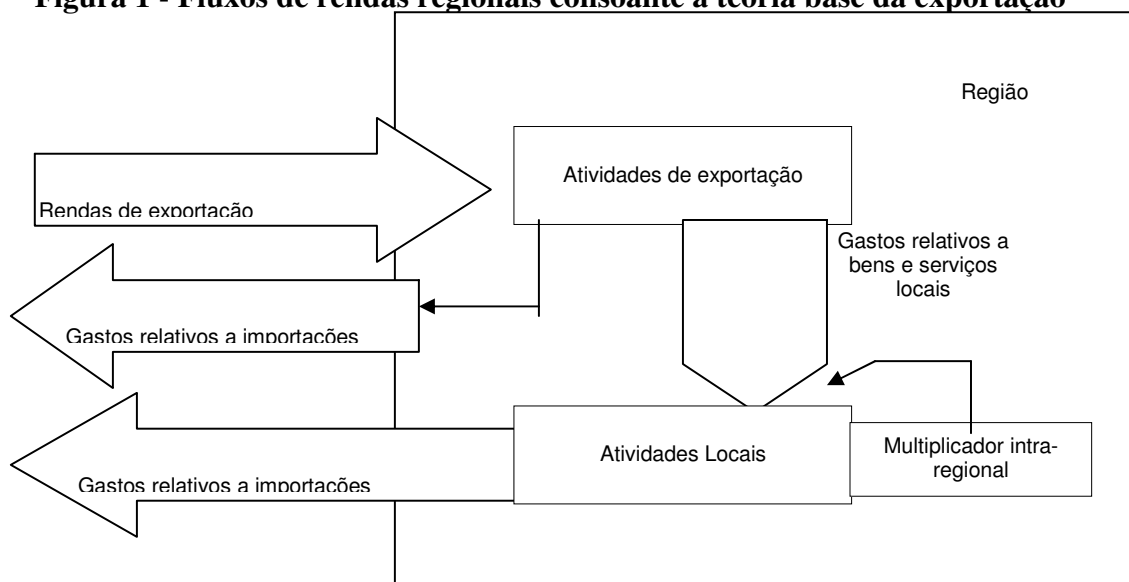 Figura 1 - Fluxos de rendas regionais consoante a teoria base da exportação
Região
Atividades de exportação
Rendas de exportação
Gastos relativos a
bens e serviços
locais
Gastos relativos a importações
Atividades Locais
Multiplicador intra-
regional
Gastos relativos a importações